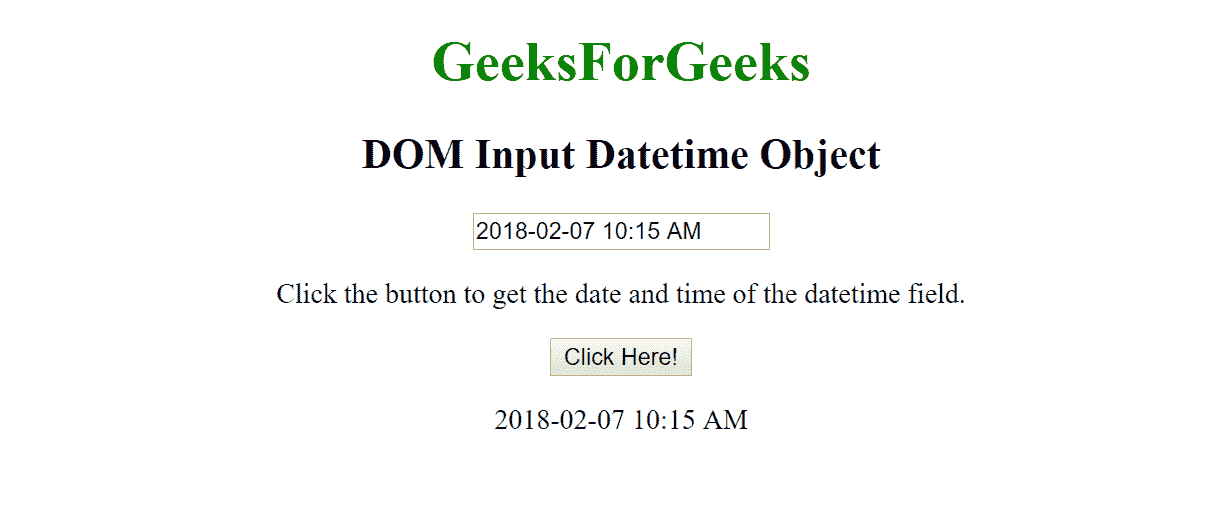 GeeksForGeeks
DOM Input Datetime Object
2018-02-07 10:15 AM
Click the button to get the date and time of the datetime field.
Click Here!
2018-02-07 10:15 AM